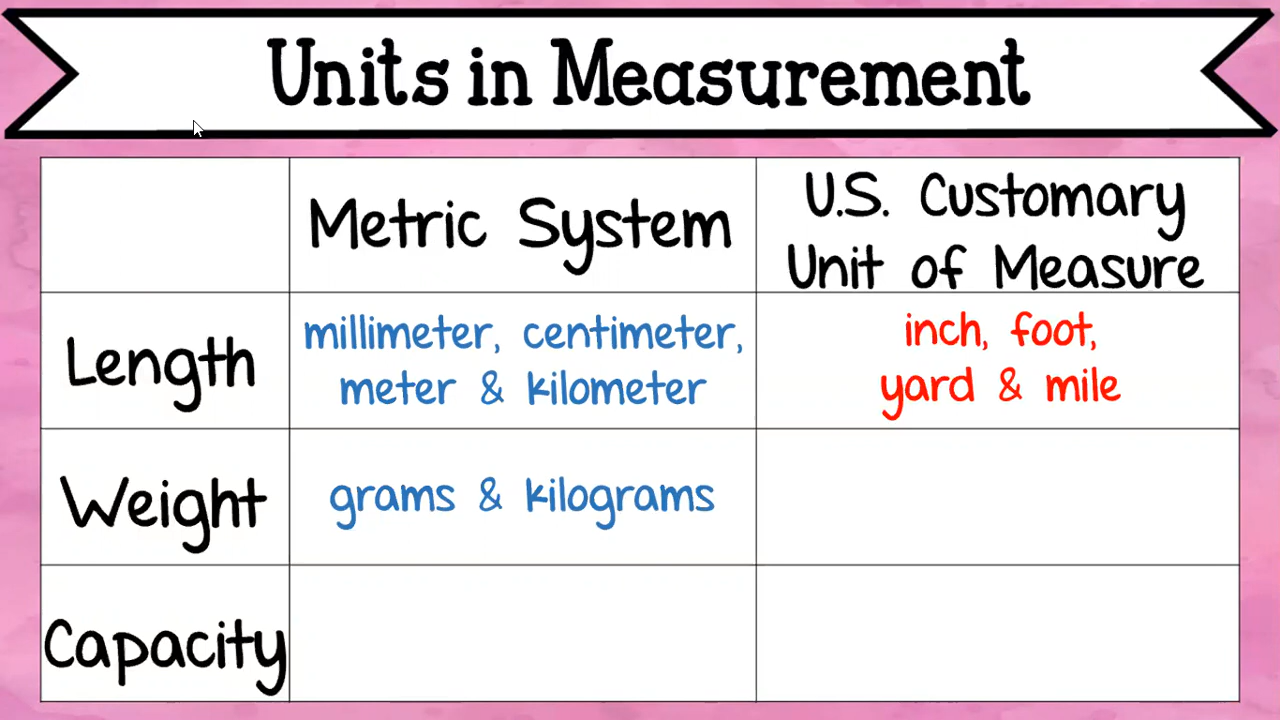 Units in Measurement
Metric System
U.S. Customary
Unit of Measure
Length
millimeter, centimeter,
meter & kilometer
inch, foot,
yard & mile
Weight
grams & kilograms
Capacity